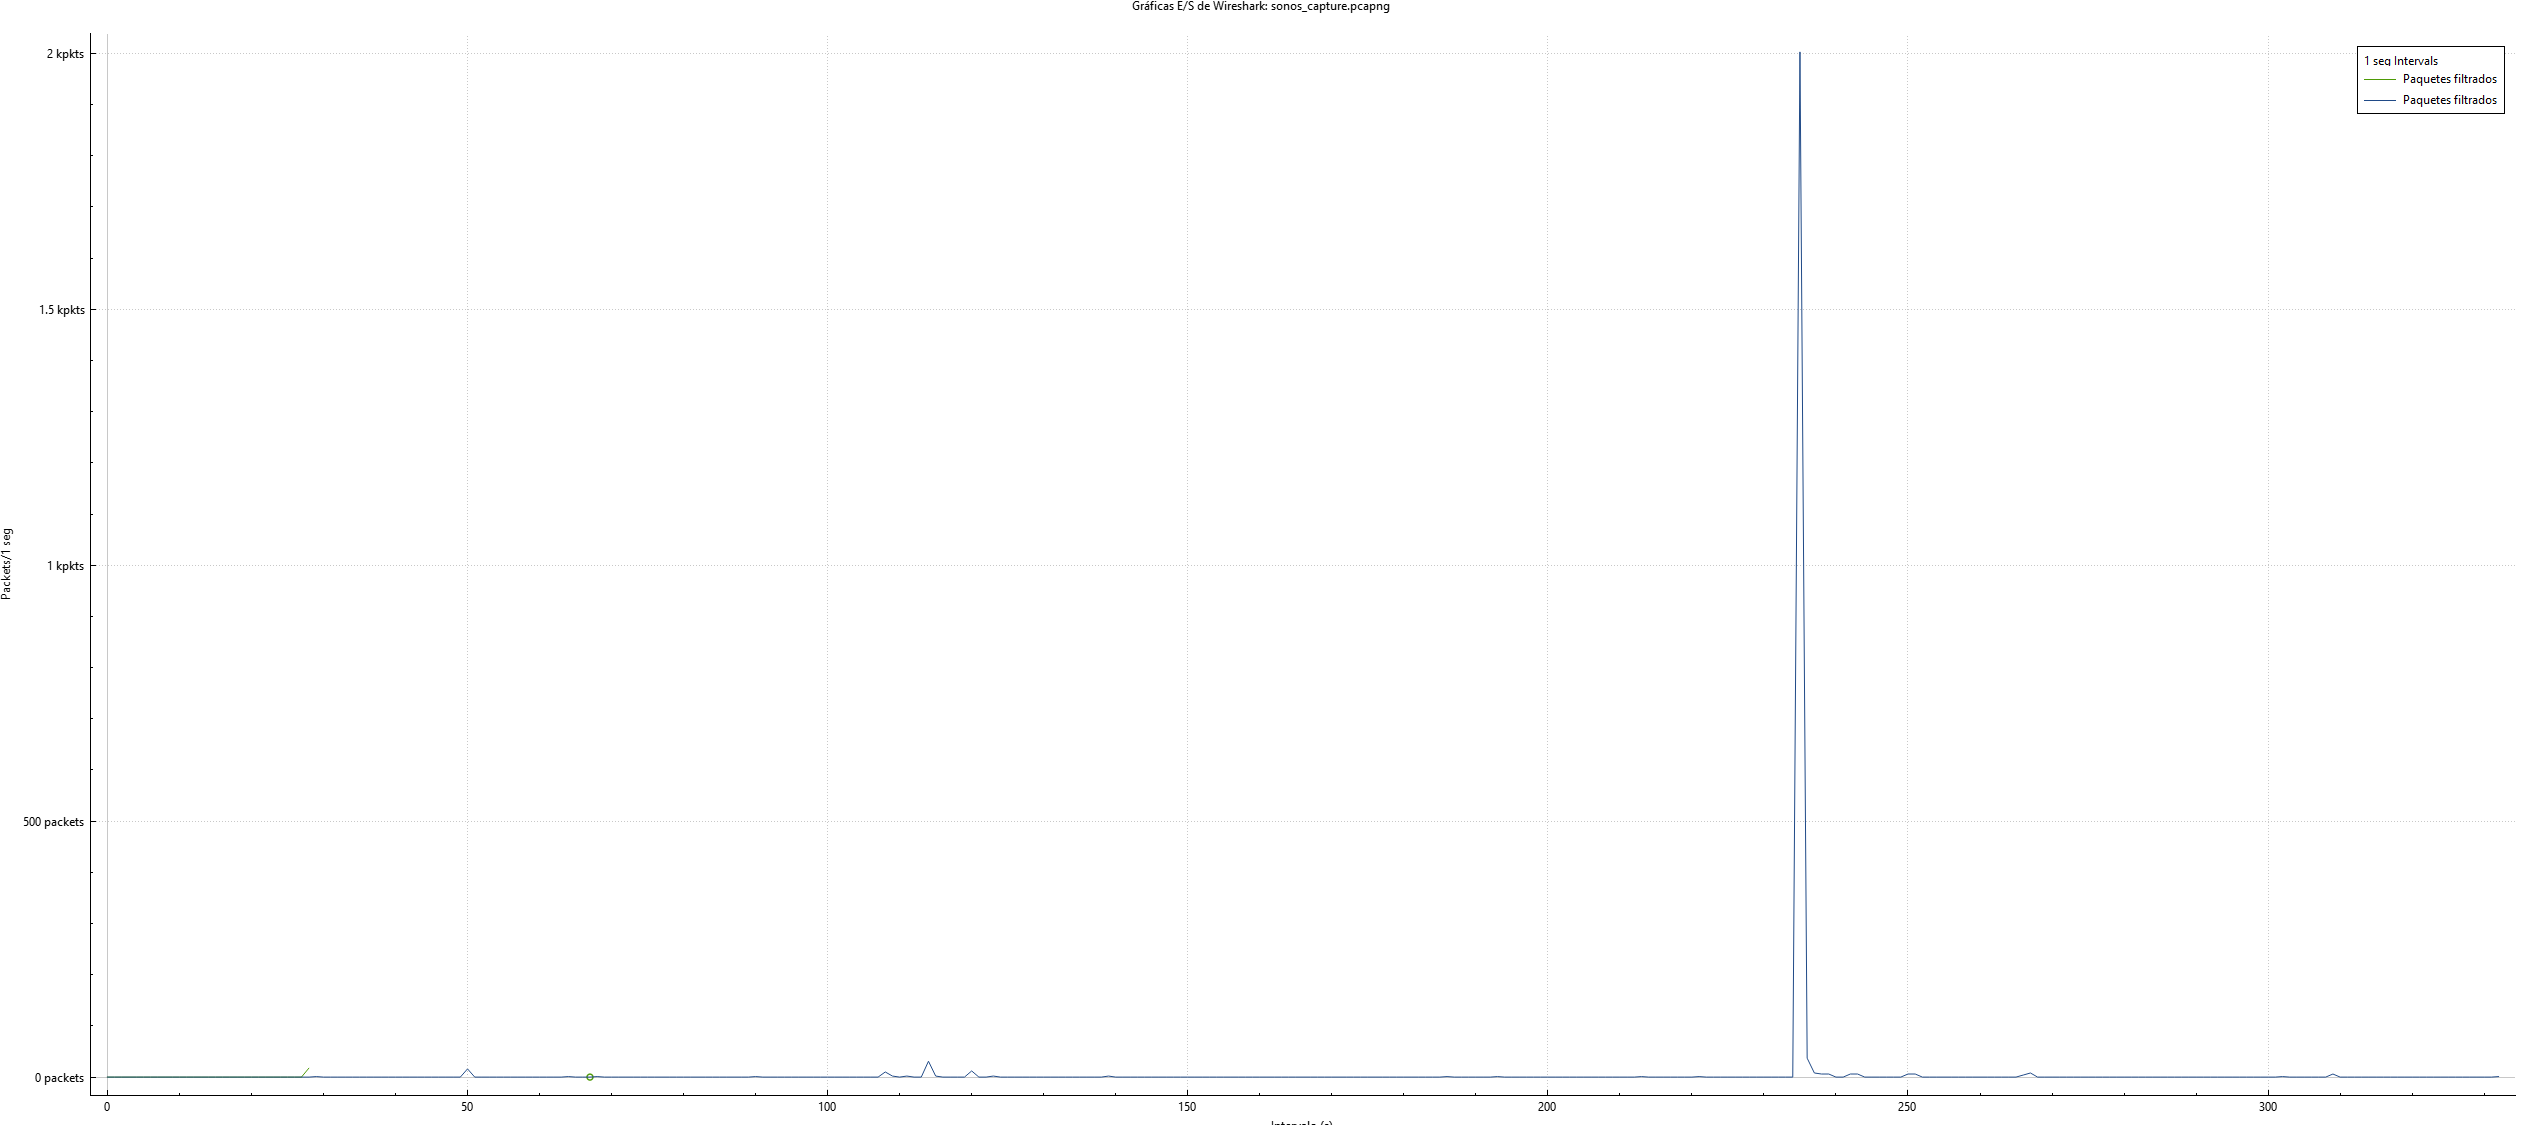 Gráficas E/S de Wireshark: sonos_capture.pcapng
2 kpkts
1.5 kpkts
1 kpkts
500 packets
0 packets
Packets/1 seg
1 seg Intervals
Paquetes filtrados
Paquetes filtrados
0 50 100 150 200 250 300
Intervalo (s)